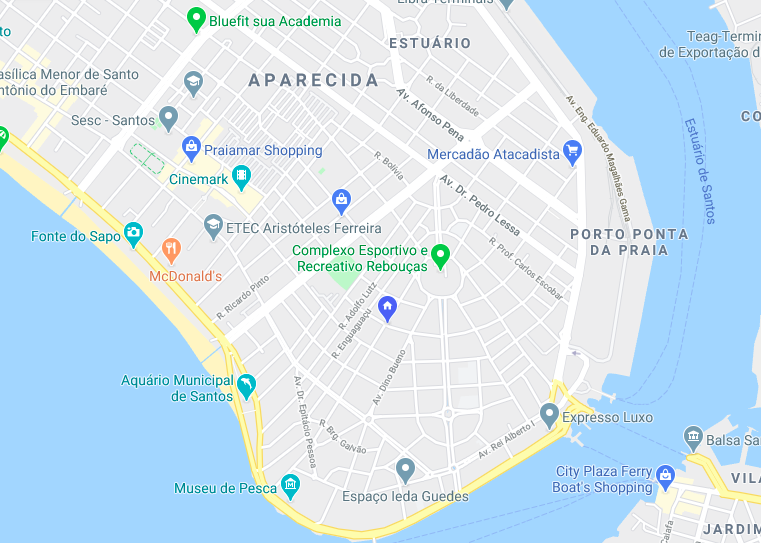 Libra Terminais
Bluefit sua Academia
ESTUÁRIO
Teag-Termin
de Exportação d
APARECIDA
asílica Menor de Santo
ntônio do Embaré
R. da Liberdade
Av. Afonso Pena
Av. Eng. Eduardo Magalhães Gama
Estuário de Santos
CO
Sesc - Santos
Praiamar Shopping
R. Bolívia
Mercadão Atacadista
Cinemark
Av. Dr. Pedro Lessa
ETEC Aristóteles Ferreira
Fonte do Sapo
PORTO PONTA
DA PRAIA
Complexo Esportivo e
Recreativo Rebouças
R. Prof. Carlos Escobar
McDonald's
R. Ricardo Pinto
R. Adolfo Lutz
R. Enguaguaçu
Aquário Municipal
de Santos
Av. Dino Bueno
Av. Dr. Epitácio Pessoa
R. Brg. Galvão
Av. Rei Alberto I
Expresso Luxo
Balsa Sa
City Plaza Ferry
Boat's Shopping
VILA
Museu de Pesca
Espaço Ieda Guedes
Calafa
JARDIM